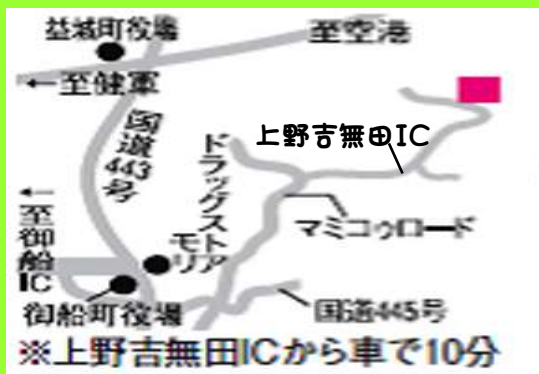 益城町役場
至空港
←至健軍
上野吉無田IC
国道443号
ドラッグストア
モリ
マミコゥロード
←至御船IC
御船町役場
国道445号
※上野吉無田ICから車で10分